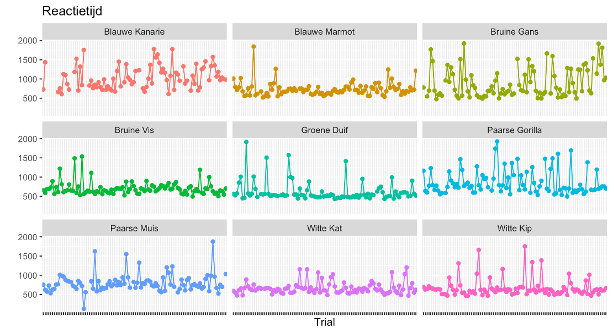 Reactietijd
Blauwe Kanarie
Blauwe Marmot
Bruine Gans
2000
1500
1000
500
Bruine Vis
Groene Duif
Paarse Gorilla
2000
1500
1000
500
Paarse Muis
Witte Kat
Witte Kip
2000
1500
1000
500
Trial